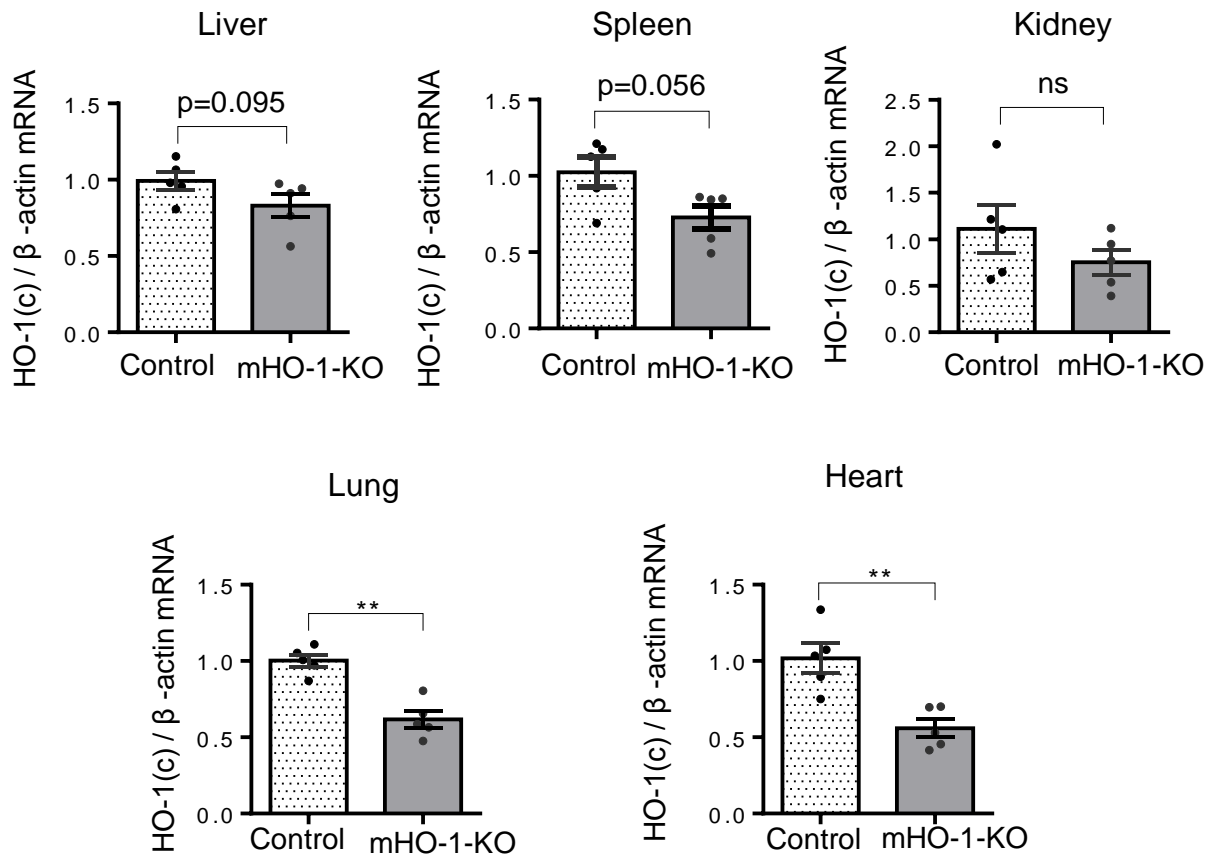 Liver
HO-1(c) / β -actin mRNA
1.5
1.0
0.5
0.0
p=0.095
Control
mHO-1-KO
Spleen
HO-1(c) / β -actin mRNA
1.5
1.0
0.5
0.0
p=0.056
Control
mHO-1-KO
Kidney
HO-1(c) / β -actin mRNA
2.5
2.0
1.5
1.0
0.5
0.0
ns
Control
mHO-1-KO
Lung
HO-1(c) / β -actin mRNA
1.5
1.0
0.5
0.0
**
Control
mHO-1-KO
Heart
HO-1(c) / β -actin mRNA
1.5
1.0
0.5
0.0
**
Control
mHO-1-KO